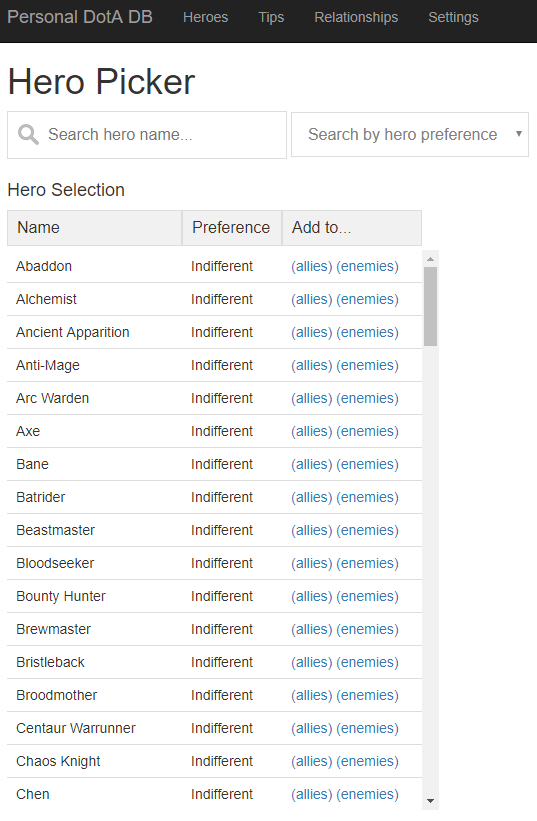 Personal DotA DB Heroes Tips Relationships Settings
Hero Picker
Search hero name... Search by hero preference
Hero Selection
Name Preference Add to...
Abaddon Indifferent (allies) (enemies)
Alchemist Indifferent (allies) (enemies)
Ancient Apparition Indifferent (allies) (enemies)
Anti-Mage Indifferent (allies) (enemies)
Arc Warden Indifferent (allies) (enemies)
Axe Indifferent (allies) (enemies)
Bane Indifferent (allies) (enemies)
Batrider Indifferent (allies) (enemies)
Beastmaster Indifferent (allies) (enemies)
Bloodseeker Indifferent (allies) (enemies)
Bounty Hunter Indifferent (allies) (enemies)
Brewmaster Indifferent (allies) (enemies)
Bristleback Indifferent (allies) (enemies)
Broodmother Indifferent (allies) (enemies)
Centaur Warrunner Indifferent (allies) (enemies)
Chaos Knight Indifferent (allies) (enemies)
Chen Indifferent (allies) (enemies)